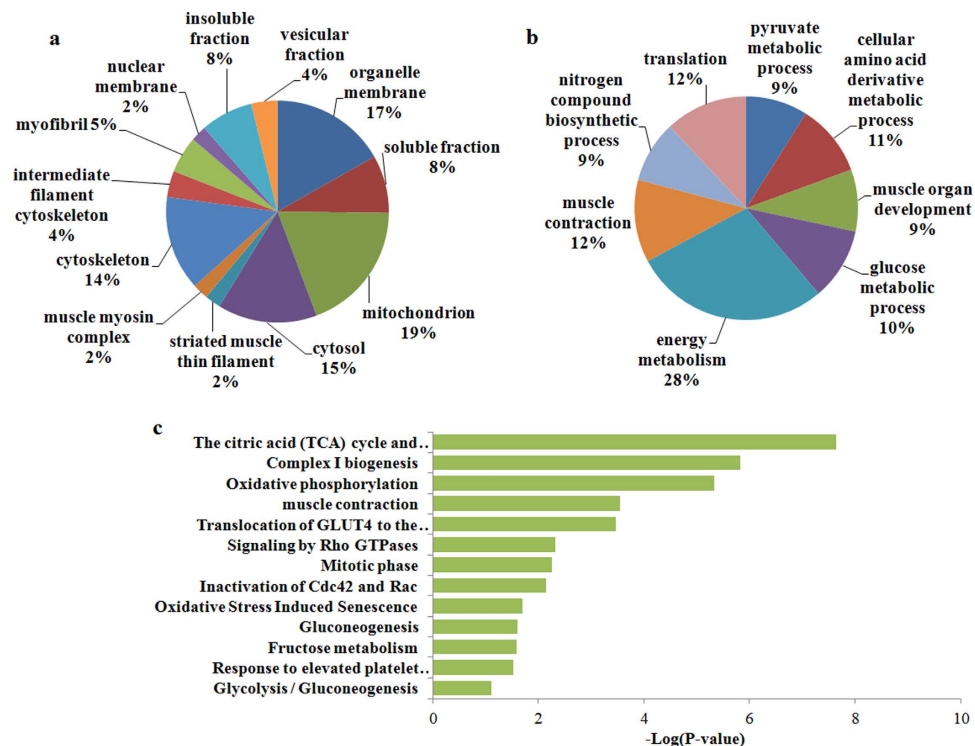 a
insoluble
fraction
8%
vesicular
fraction
4%
organelle
membrane
17%
soluble fraction
8%
mitochondrion
19%
cytosol
15%
striated muscle
thin filament
2%
muscle myosin
complex
2%
cytoskeleton
14%
intermediate
filament
cytoskeleton
4%
myofibril 5%
nuclear
membrane
2%
b
pyruvate
metabolic
process
9%
cellular
amino acid
derivative
metabolic
process
11%
muscle organ
development
9%
glucose
metabolic
process
10%
energy
metabolism
28%
muscle
contraction
12%
nitrogen
compound
biosynthetic
process
9%
translation
12%
c
The citric acid (TCA) cycle and ..
Complex I biogenesis
Oxidative phosphorylation
muscle contraction
Translocation of GLUT4 to the ..
Signaling by Rho GTPases
Mitotic phase
Inactivation of Cdc42 and Rac
Oxidative Stress Induced Senescence
Gluconeogenesis
Fructose metabolism
Response to elevated platelet ..
Glycolysis / Gluconeogenesis
0 2 4 6 8 10
-Log(P-value)